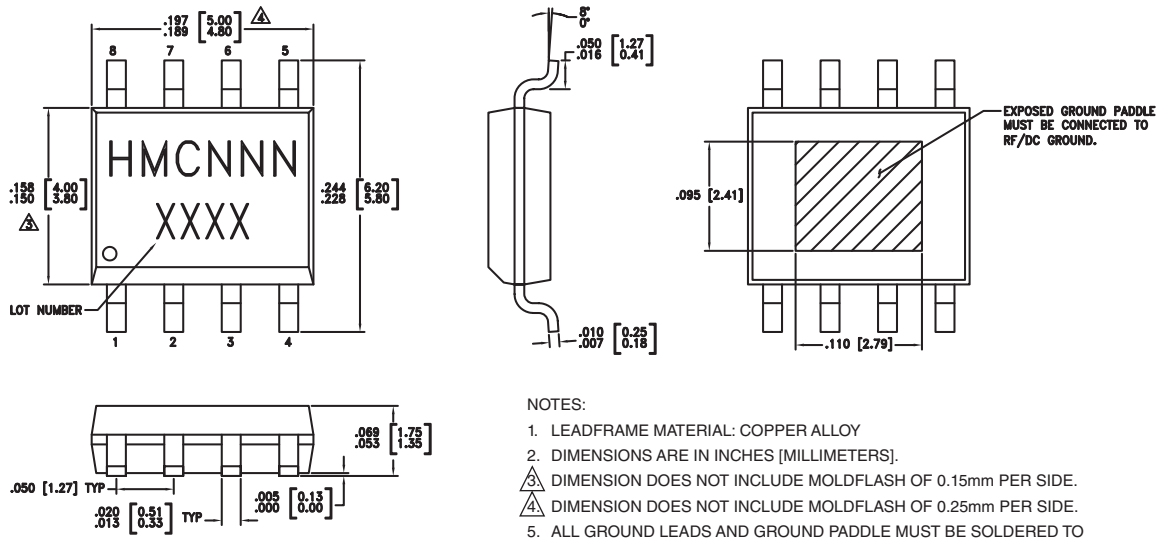 .197 [5.00]
.189 [4.80] 4
8 7 6 5
HMCNNN
XXXX
.158 [4.00]
.150 [3.80]
3
.244 [6.20]
.228 [5.80]
LOT NUMBER
1 2 3 4
8°
0°
.050 [1.27]
.016 [0.41]
.010 [0.25]
.007 [0.18]
EXPOSED GROUND PADDLE
MUST BE CONNECTED TO
RF/DC GROUND.
.095 [2.41]
.110 [2.79]
.069 [1.75]
.053 [1.35]
.050 [1.27] TYP
.020 [0.51]
.013 [0.33] TYP
.005 [0.13]
.000 [0.00]
NOTES:
1. LEADFRAME MATERIAL: COPPER ALLOY
2. DIMENSIONS ARE IN INCHES [MILLIMETERS].
3. DIMENSION DOES NOT INCLUDE MOLDFLASH OF 0.15mm PER SIDE.
4. DIMENSION DOES NOT INCLUDE MOLDFLASH OF 0.25mm PER SIDE.
5. ALL GROUND LEADS AND GROUND PADDLE MUST BE SOLDERED TO